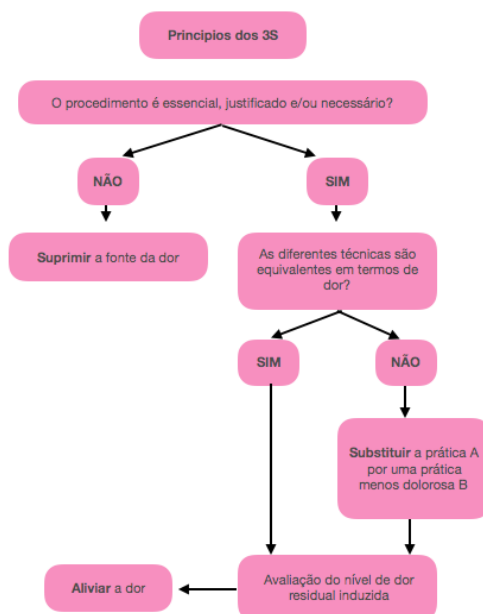 Principios dos 3S
O procedimento é essencial, justificado e/ou necessário?
NÃO
SIM
Suprimir a fonte da dor
As diferentes técnicas são
equivalentes em termos de
dor?
SIM
NÃO
Substituir a prática A
por uma prática
menos dolorosa B
Aliviar a dor
Avaliação do nível de dor
residual induzida